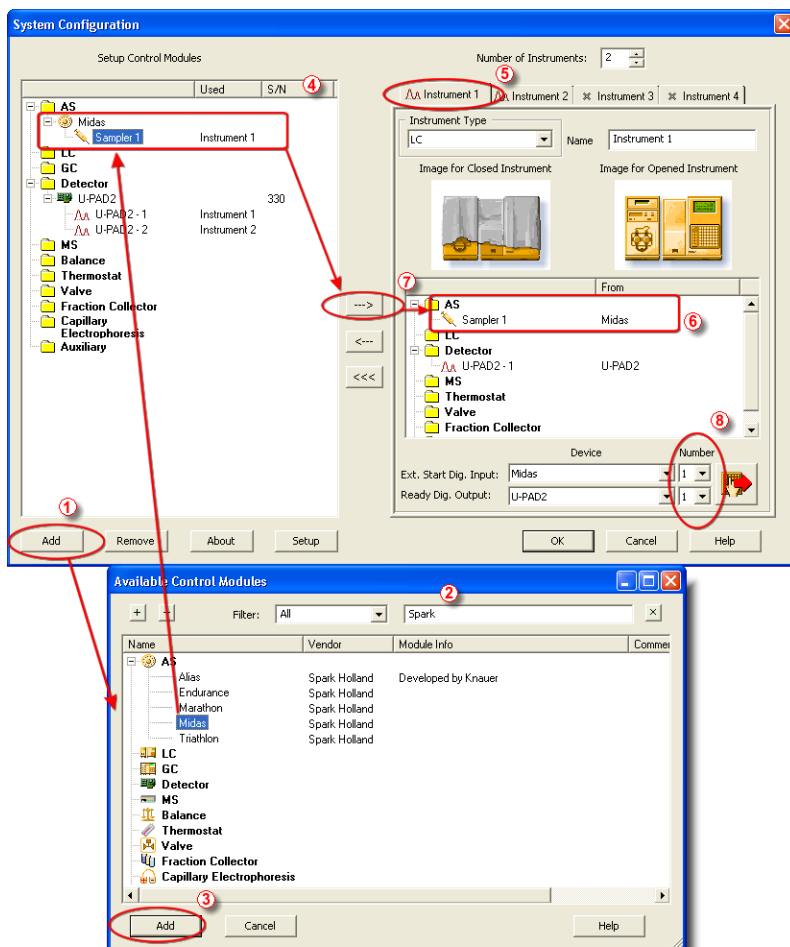 System Configuration
Setup Control Modules
Number of Instruments: 2
Used S/N ④
AS
Midas
Sampler 1 Instrument 1
LC
GC
Detector
U-PAD2 330
U-PAD2 - 1 Instrument 1
U-PAD2 - 2 Instrument 2
MS
Balance
Thermostat
Valve
Fraction Collector
Capillary
Electrophoresis
Auxiliary
①
Add Remove About Setup
--->
<---
<<<
⑤
Instrument 1 Instrument 2 Instrument 3 Instrument 4
Instrument Type
LC Name Instrument 1
Image for Closed Instrument Image for Opened Instrument
⑦
From
AS
Sampler 1 Midas ⑥
LC
Detector
U-PAD2 - 1 U-PAD2
MS
Thermostat
Valve
Fraction Collector
⑧
Device Number
Ext. Start Dig. Input: Midas 1
Ready Dig. Output: U-PAD2 1
OK Cancel Help
Available Control Modules
②
+ - Filter: All Spark ×
Name Vendor Module Info Commer
AS
Alias Spark Holland Developed by Knauer
Endurance Spark Holland
Marathon Spark Holland
Midas Spark Holland
Triathlon Spark Holland
LC
GC
Detector
MS
Balance
Thermostat
Valve
Fraction Collector
Capillary Electrophoresis
③
Add Cancel Help